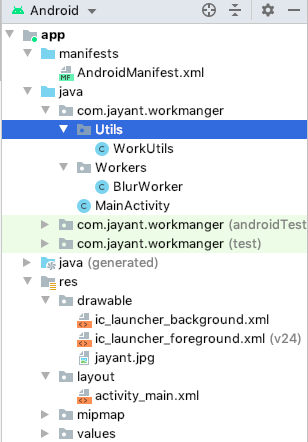 Android
app
manifests
MF AndroidManifest.xml
java
com.jayant.workmanger
Utils
C WorkUtils
Workers
C BlurWorker
C MainActivity
com.jayant.workmanger (androidTest
com.jayant.workmanger (test)
java (generated)
res
drawable
ic_launcher_background.xml
ic_launcher_foreground.xml (v24)
jayant.jpg
layout
activity_main.xml
mipmap
values